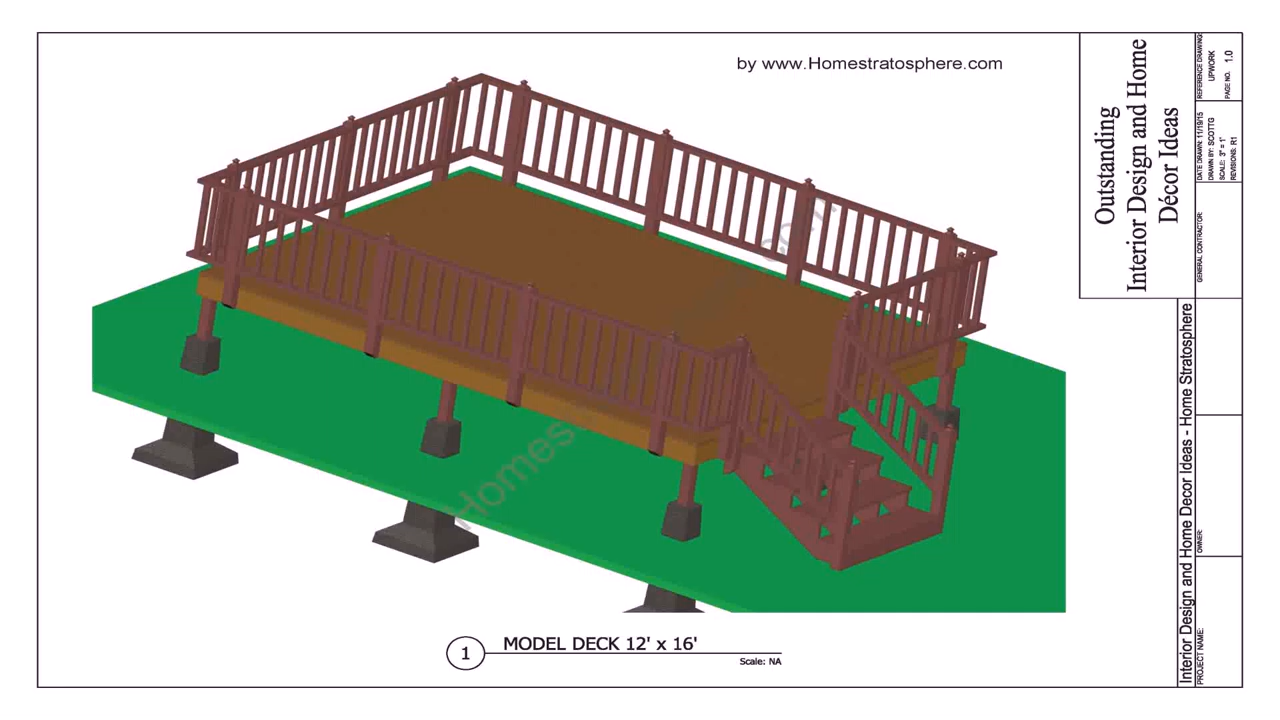 by www.Homestratosphere.com
Homes
.com
1
MODEL DECK 12' x 16'
Scale: NA
Outstanding
Interior Design and Home
Décor Ideas
REFERENCE DRAWING:
UPWORK
PAGE NO. 1.0
DATE DRAWN: 11/19/15
DRAWN BY: SCOTTG
SCALE: 3" = 1'
REVISIONS: R1
GENERAL CONTRACTOR:
OWNER:
Interior Design and Home Decor Ideas - Home Stratosphere
PROJECT NAME: